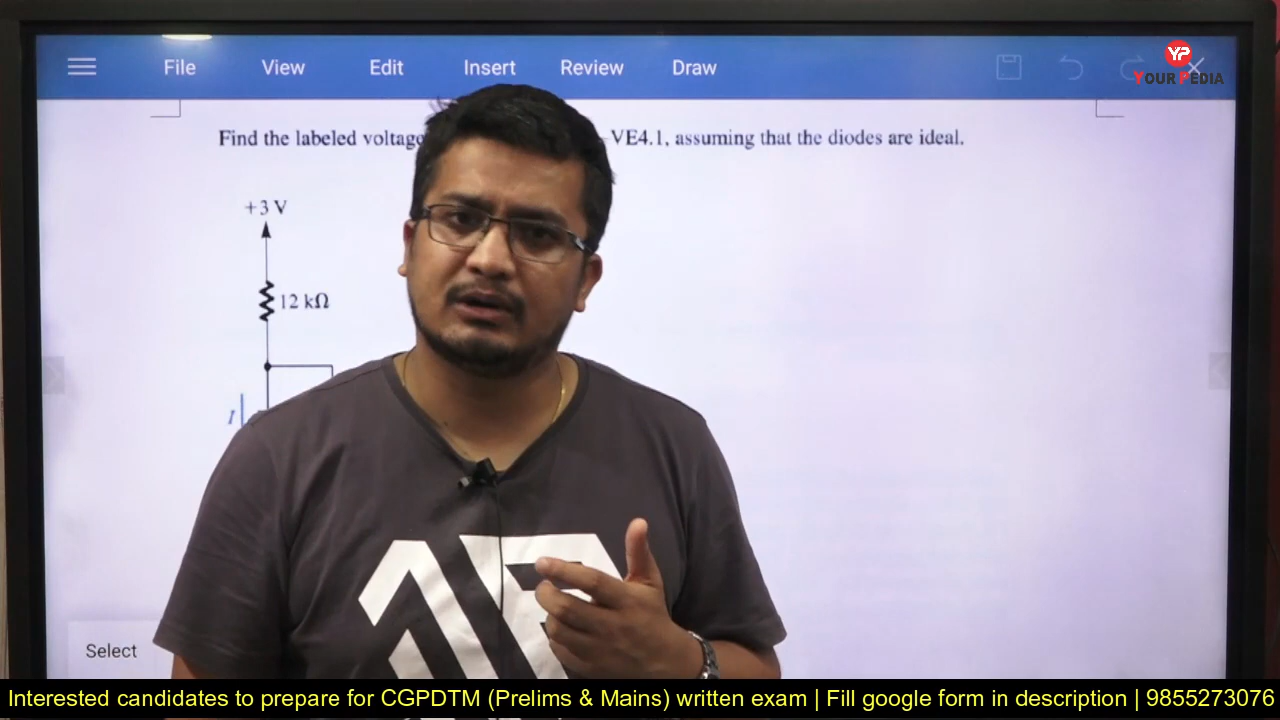 File View Edit Insert Review Draw
YP
YOUR PEDIA
Find the labeled voltage VE4.1, assuming that the diodes are ideal.
+3 V
12 kΩ
I
Select
Interested candidates to prepare for CGPDTM (Prelims & Mains) written exam | Fill google form in description | 9855273076